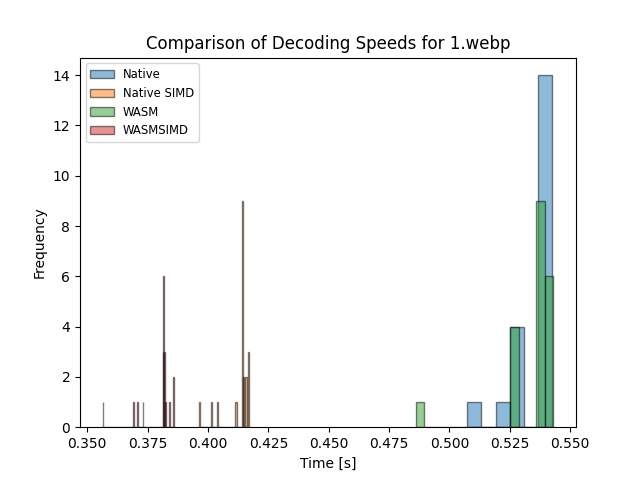 Comparison of Decoding Speeds for 1.webp
Native
Native SIMD
WASM
WASMSIMD
14
12
10
8
6
4
2
0
Frequency
0.350 0.375 0.400 0.425 0.450 0.475 0.500 0.525 0.550
Time [s]